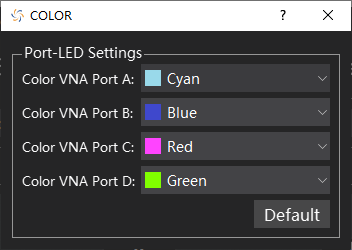 COLOR
?
Port-LED Settings
Color VNA Port A: Cyan
Color VNA Port B: Blue
Color VNA Port C: Red
Color VNA Port D: Green
Default